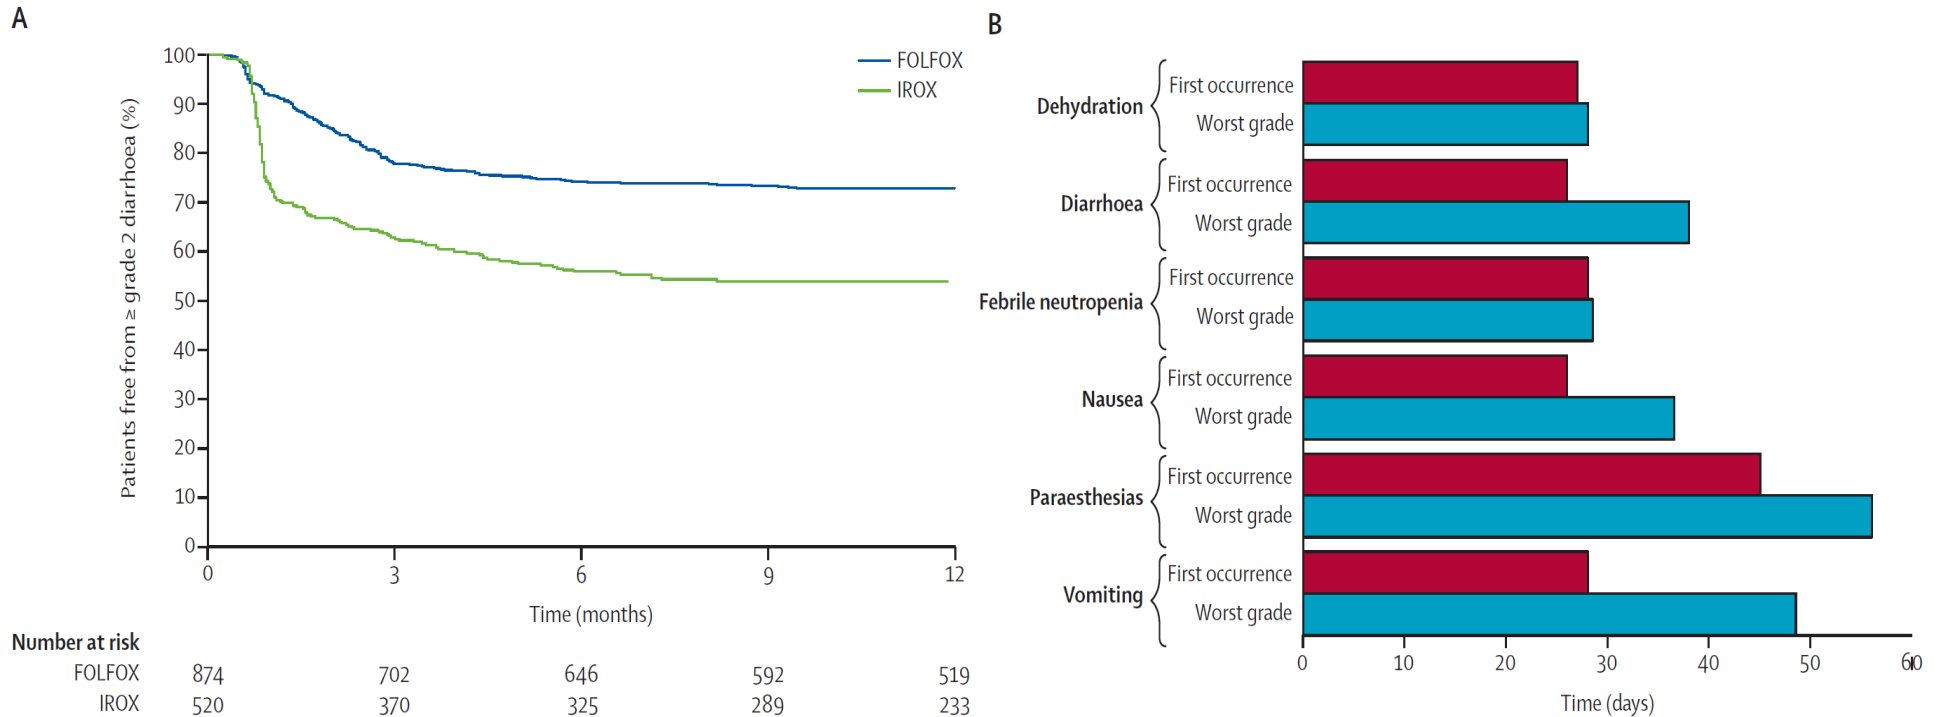 A
100
90
80
70
60
50
40
30
20
10
0
Patients free from ≥ grade 2 diarrhoea (%)
FOLFOX
IROX
0 3 6 9 12
Time (months)
Number at risk
FOLFOX 874 702 646 592 519
IROX 520 370 325 289 233
B
Dehydration
First occurrence
Worst grade
Diarrhoea
First occurrence
Worst grade
Febrile neutropenia
First occurrence
Worst grade
Nausea
First occurrence
Worst grade
Paraesthesias
First occurrence
Worst grade
Vomiting
First occurrence
Worst grade
0 10 20 30 40 50 60
Time (days)